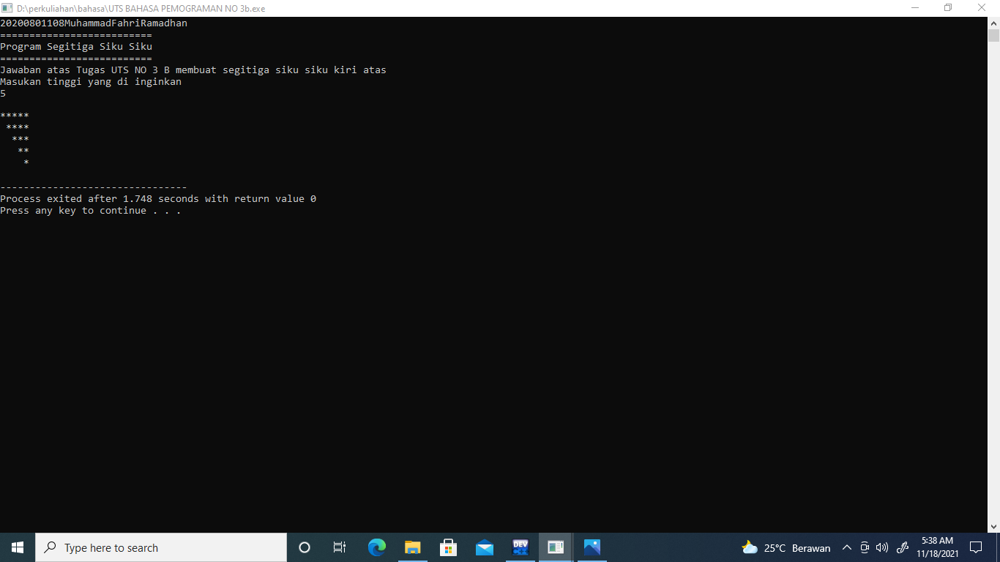 D:\perkuliahan\bahasa\UTS BAHASA PEMOGRAMAN NO 3b.exe
20200801108MuhammadFahriRamadhan
==========================
Program Segitiga Siku Siku
==========================
Jawaban atas Tugas UTS NO 3 B membuat segitiga siku siku kiri atas
Masukan tinggi yang di inginkan
5
*****
 ****
  ***
   **
    *
--------------------------------
Process exited after 1.748 seconds with return value 0
Press any key to continue . . .
Type here to search
DEV C++
25°C Berawan
5:38 AM
11/18/2021